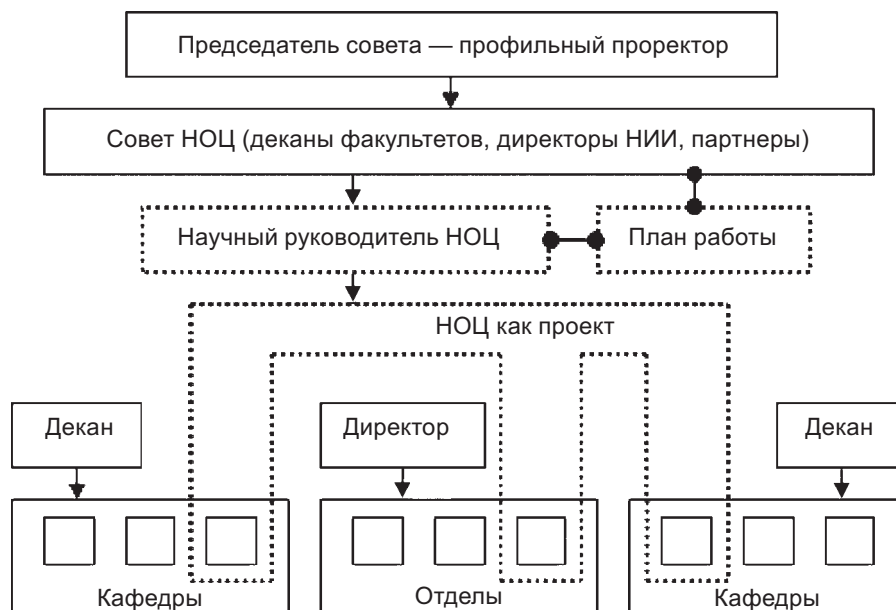 Председатель совета — профильный проректор
Совет НОЦ (деканы факультетов, директоры НИИ, партнеры)
Научный руководитель НОЦ
План работы
НОЦ как проект
Декан
Директор
Декан
Кафедры
Отделы
Кафедры